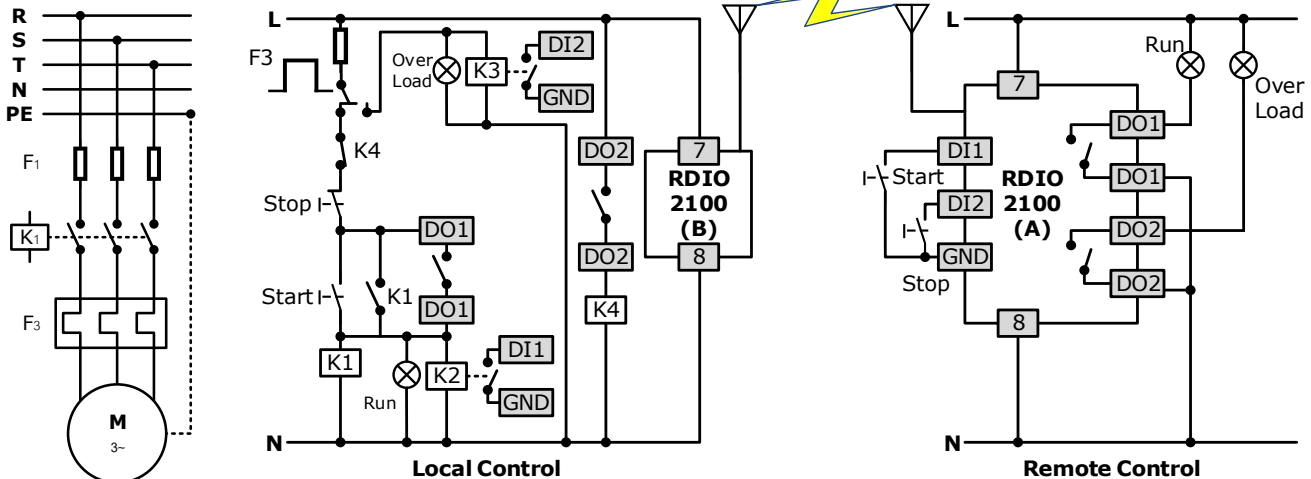 R
S
T
N
PE
F1
K1
F3
M
3~
L
F3
Over
Load
K3
DI2
GND
K4
Stop
DO1
Start
K1
DO1
K1
Run
K2
DI1
GND
DO2
DO2
K4
7
RDIO
2100
(B)
8
N
Local Control
L
Run
Over
Load
7
DI1
Start
DI2
GND
Stop
RDIO
2100
(A)
DO1
DO1
DO2
DO2
8
N
Remote Control